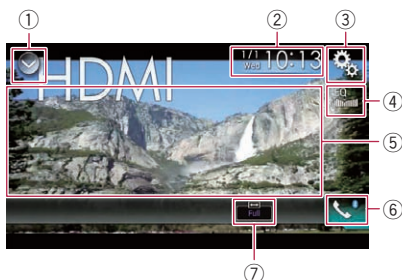 ① ② ③
1/1 Wed 10:13
HDMI
EQ
④
⑤
Full
⑥
⑦